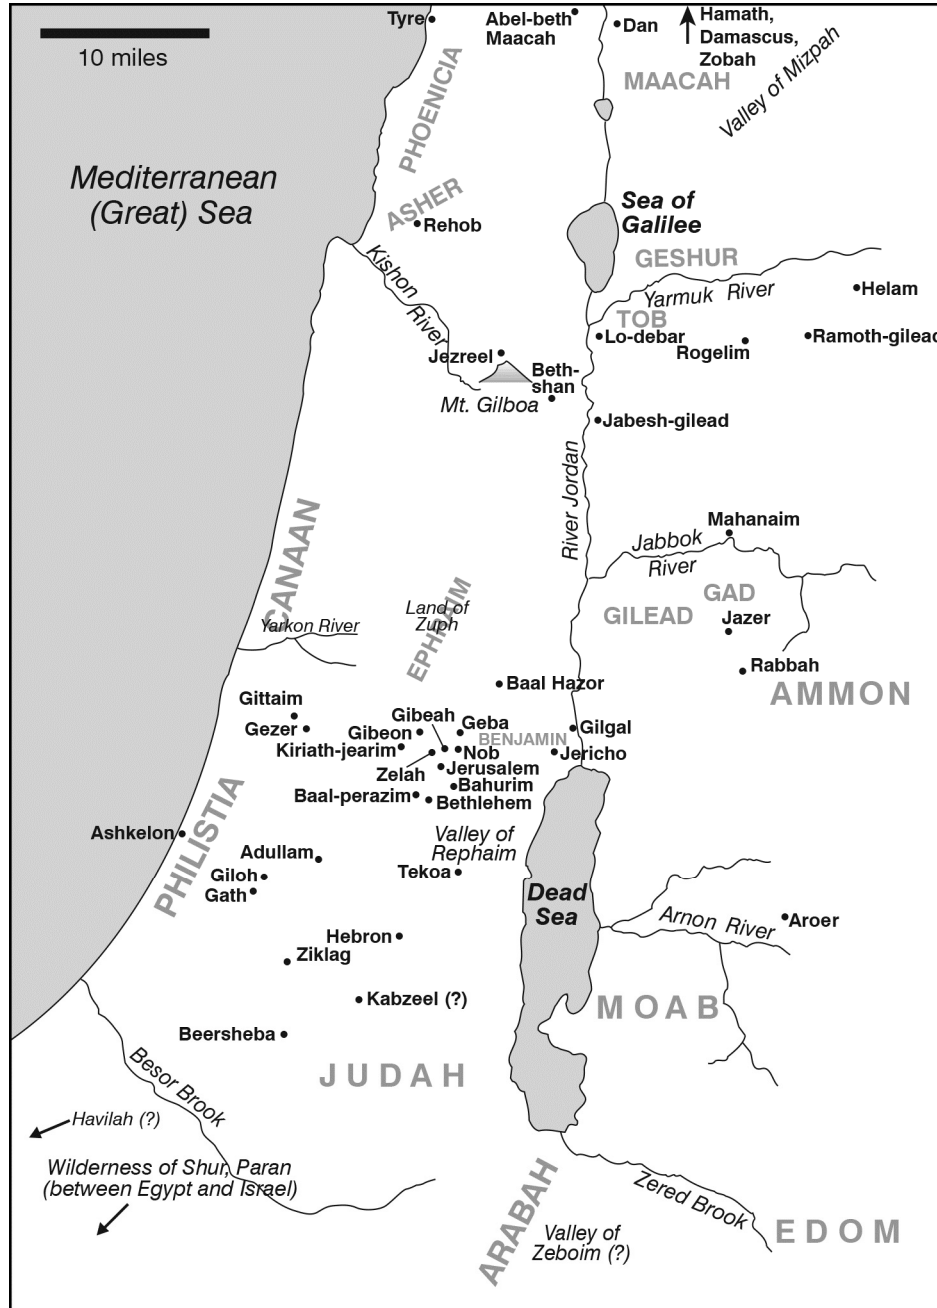 Tyre
Abel-beth
Maacah
Dan
Hamath,
Damascus,
Zobah
10 miles
MAACAH
Valley of Mizpah
PHOENICIA
Mediterranean
(Great) Sea
ASHER
Rehob
Sea of
Galilee
GESHUR
Kishon
River
Yarmuk River
Helam
TOB
Lo-debar
Rogelim
Ramoth-gilead
Jezreel
Beth-
shan
Mt. Gilboa
Jabesh-gilead
River Jordan
CANAAN
Mahanaim
Jabbok
River
GAD
GILEAD
Jazer
EPHRAIM
Land of
Zuph
Yarkon River
Rabbah
AMMON
Baal Hazor
Gittaim
Gezer
Gibeah
Gibeon
Geba
BENJAMIN
Gilgal
Kiriath-jearim
Nob
Jericho
Zelah
Jerusalem
Bahurim
Baal-perazim
Bethlehem
PHILISTIA
Ashkelon
Valley of
Rephaim
Adullam
Giloh
Gath
Tekoa
Dead
Sea
Arnon River
Aroer
Hebron
Ziklag
Kabzeel (?)
MOAB
Beersheba
JUDAH
Besor Brook
Havilah (?)
Wilderness of Shur, Paran
(between Egypt and Israel)
ARABAH
Zered Brook
Valley of
Zeboim (?)
EDOM